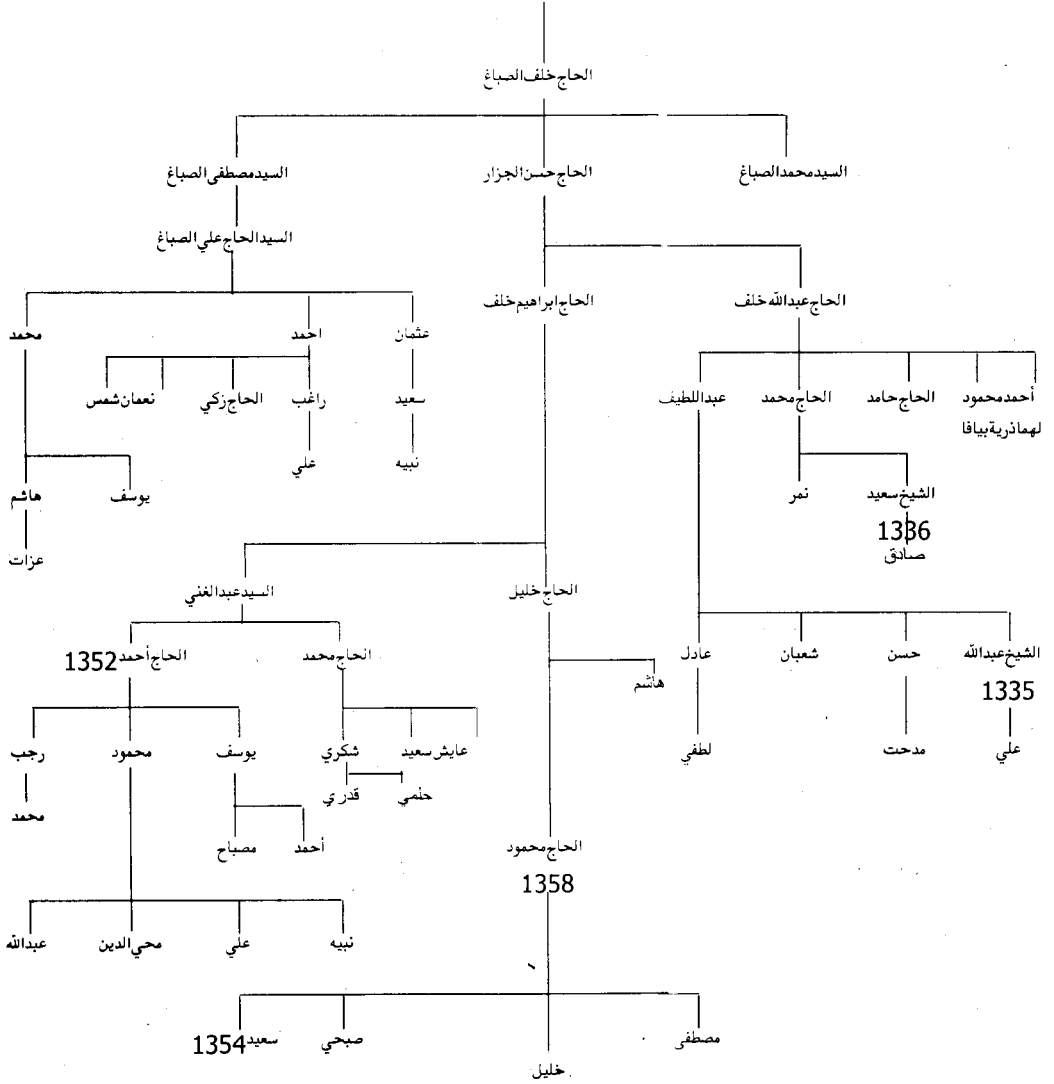 الحاج خلف الصباغ
السيد محمد الصباغ
الحاج حسن الجزار
السيد مصطفى الصباغ
السيد الحاج علي الصباغ
الحاج عبدالله خلف
الحاج ابراهيم خلف
عثمان
احمد
محمد
أحمد محمود
لهما ذرية بيافا
الحاج حامد
الحاج محمد
عبداللطيف
سعيد
راغب
الحاج زكي
نعمان شمس
نبيه
علي
يوسف
هاشم
الشيخ سعيد
1336
نمر
صادق
عزات
الحاج خليل
السيد عبدالغني
الشيخ عبدالله
1335
حسن
شعبان
عادل
هاشم
الحاج محمد
الحاج أحمد 1352
علي
مدحت
لطفي
عايش سعيد
شكري
يوسف
محمود
رجب
حلمي
قدري
محمد
الحاج محمود
1358
أحمد
مصباح
نبيه
علي
محي الدين
عبدالله
مصطفى
خليل
صبحي
سعيد 1354